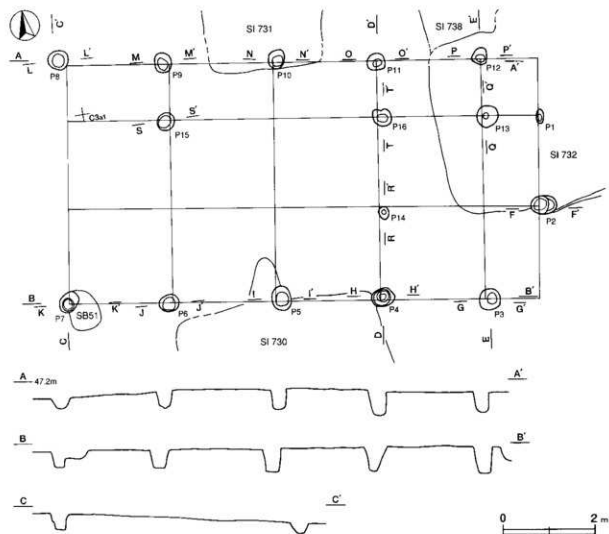 C'
SI 731
D'
SI 738
E'
A
L
L'
M
M'
N
N'
O
O'
P
P'
A'
P8
P9
P10
P11
P12
T'
Q'
C3a1
S
S'
P15
P16
P13
P1
T
Q
SI 732
R'
P14
R
F
F'
P2
B
K
P7
SB51
K'
J
P6
J'
I
P5
I'
H
P4
H'
G
P3
B'
G'
C
SI 730
D
E
A 47.2m
A'
B
B'
C
C'
0
2
m